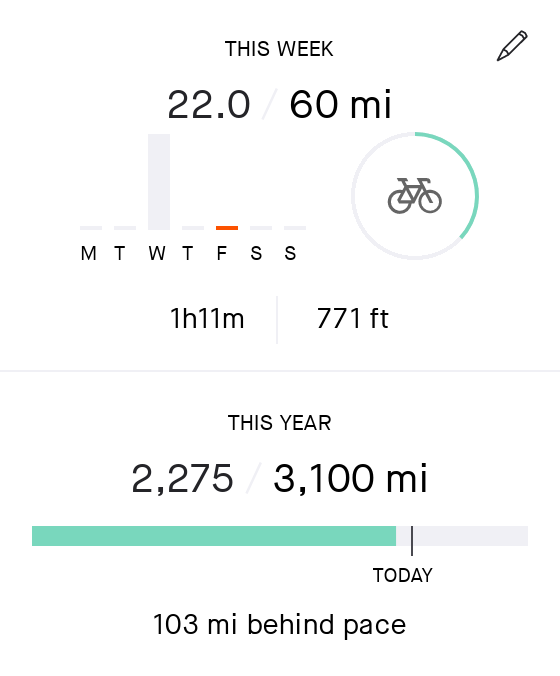 THIS WEEK
22.0 / 60 mi
M T W T F S S
1h11m 771 ft
THIS YEAR
2,275 / 3,100 mi
TODAY
103 mi behind pace